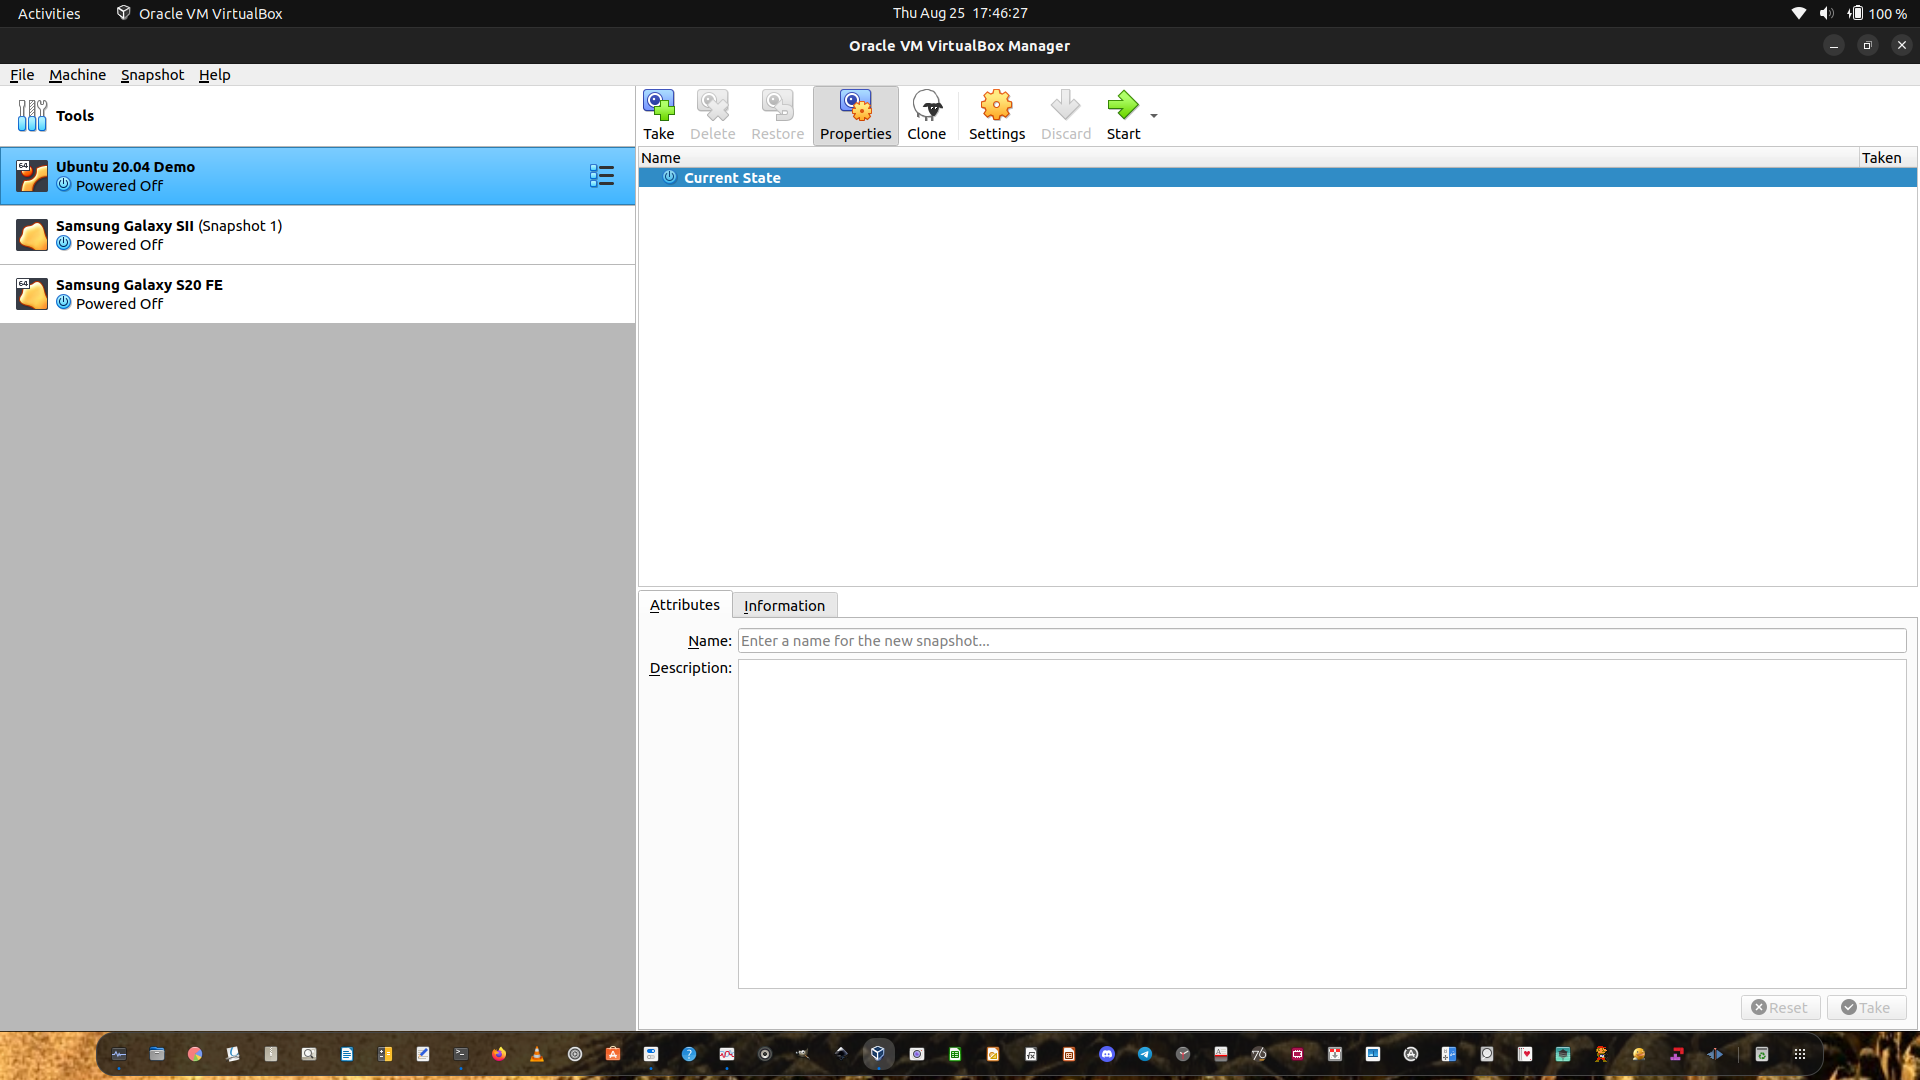 Activities
Oracle VM VirtualBox
Thu Aug 25 17:46:27
100 %
Oracle VM VirtualBox Manager
File Machine Snapshot Help
Tools
Take Delete Restore Properties Clone Settings Discard Start
Name Taken
Current State
64
Ubuntu 20.04 Demo
Powered Off
Samsung Galaxy SII (Snapshot 1)
Powered Off
64
Samsung Galaxy S20 FE
Powered Off
Attributes Information
Name: Enter a name for the new snapshot...
Description:
Reset Take
76